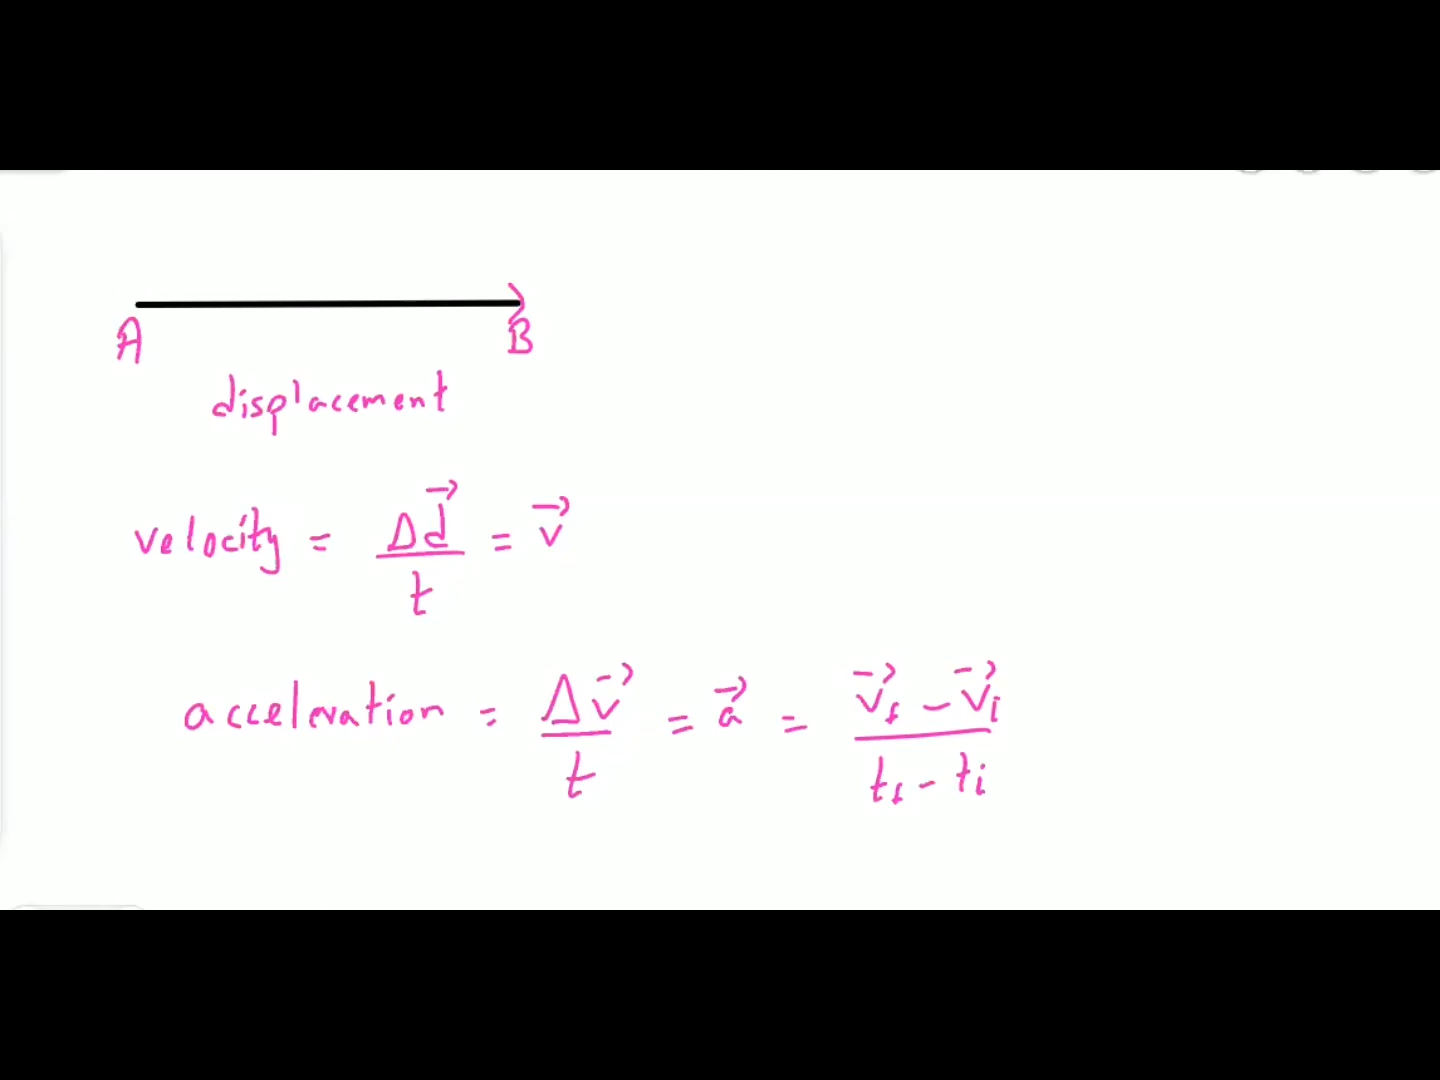 A B
displacement
velocity = Δd⃗ / t = v⃗
acceleration = Δv⃗ / t = a⃗ = v⃗f - v⃗i / tf - ti